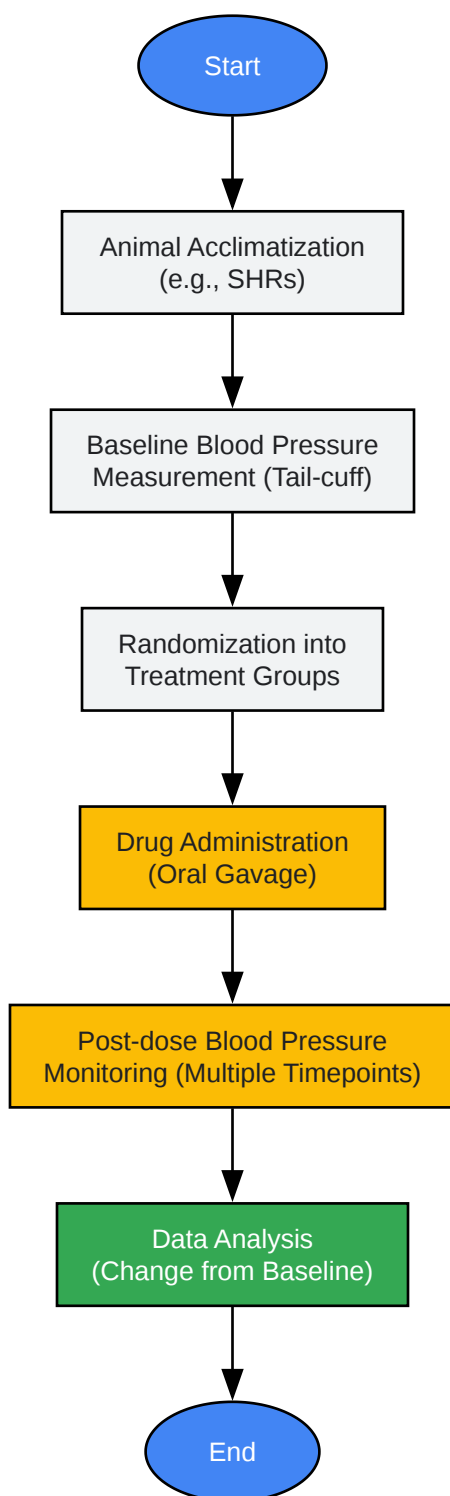 Start
Animal Acclimatization
(e.g., SHRs)
Baseline Blood Pressure
Measurement (Tail-cuff)
Randomization into
Treatment Groups
Drug Administration
(Oral Gavage)
Post-dose Blood Pressure
Monitoring (Multiple Timepoints)
Data Analysis
(Change from Baseline)
End